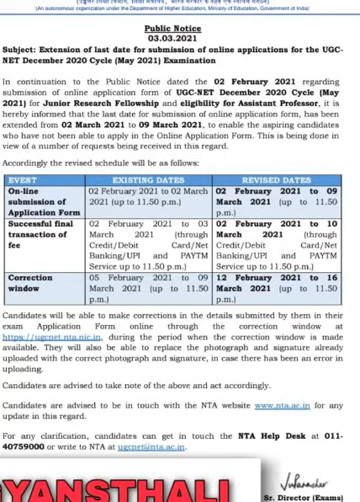 (An autonomous organization under the Department of Higher Education, Ministry of Education, Government of India)
Public Notice
03.03.2021
Subject: Extension of last date for submission of online applications for the UGC-
NET December 2020 Cycle (May 2021) Examination
In continuation to the Public Notice dated the 02 February 2021 regarding
submission of online application form of UGC-NET December 2020 Cycle (May
2021) for Junior Research Fellowship and eligibility for Assistant Professor, it is
hereby informed that the last date for submission of online application form, has been
extended from 02 March 2021 to 09 March 2021, to enable the aspiring candidates
who have not been able to apply in the Online Application Form. This is being done in
view of a number of requests being received in this regard.
Accordingly the revised schedule will be as follows:
EVENT EXISTING DATES REVISED DATES
On-line submission of Application Form
02 February 2021 to 02 March 2021 (up to 11.50 p.m.)
02 February 2021 to 09 March 2021 (up to 11.50 p.m.)
Successful final transaction of fee
02 February 2021 to 03 March 2021 (through Credit/Debit Card/Net Banking/UPI and PAYTM Service up to 11.50 p.m.)
02 February 2021 to 10 March 2021 (through Credit/Debit Card/Net Banking/UPI and PAYTM Service up to 11.50 p.m.)
Correction window
05 February 2021 to 09 March 2021 (up to 11.50 p.m.)
12 February 2021 to 16 March 2021 (up to 11.50 p.m.)
Candidates will be able to make corrections in the details submitted by them in their
exam Application Form online through the correction window at
https://ugcnet.nta.nic.in, during the period when the correction window is made
available. They will also be able to replace the photograph and signature already
uploaded with the correct photograph and signature, in case there has been an error in
uploading.
Candidates are advised to take note of the above and act accordingly.
Candidates are advised to be in touch with the NTA website www.nta.ac.in for any
update in this regard.
For any clarification, candidates can get in touch the NTA Help Desk at 011-
40759000 or write to NTA at ugcnet@nta.ac.in.
YANSTHALI
Sr. Director (Exams)